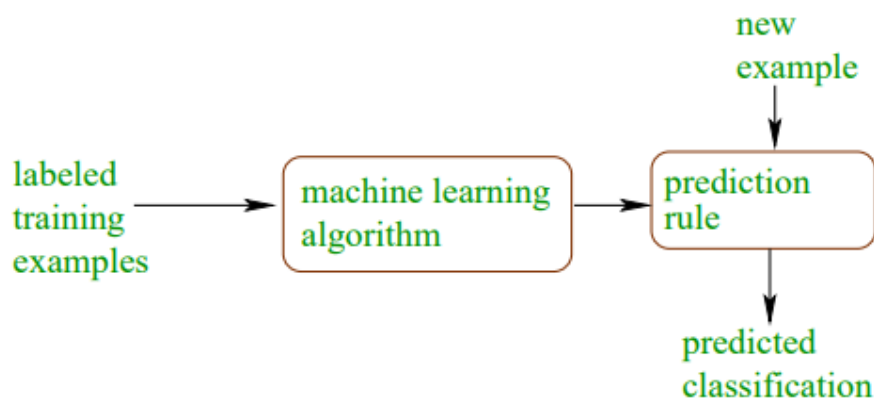 labeled
training
examples
machine learning
algorithm
new
example
prediction
rule
predicted
classification